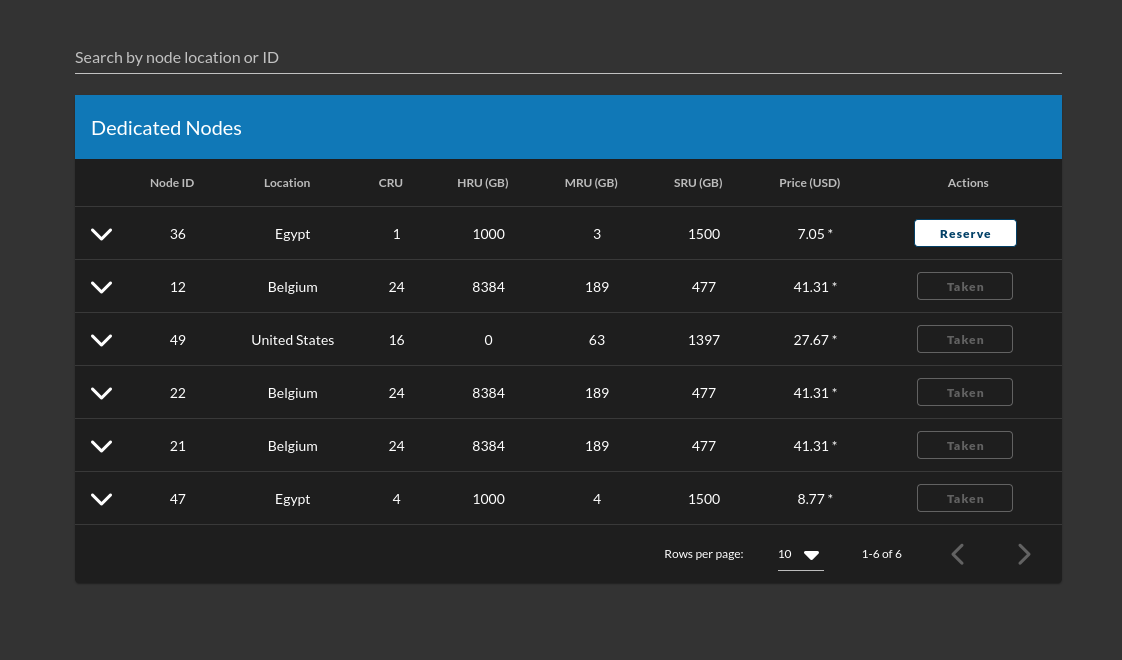 Search by node location or ID
Dedicated Nodes
Node ID Location CRU HRU (GB) MRU (GB) SRU (GB) Price (USD) Actions
36 Egypt 1 1000 3 1500 7.05 * Reserve
12 Belgium 24 8384 189 477 41.31 * Taken
49 United States 16 0 63 1397 27.67 * Taken
22 Belgium 24 8384 189 477 41.31 * Taken
21 Belgium 24 8384 189 477 41.31 * Taken
47 Egypt 4 1000 4 1500 8.77 * Taken
Rows per page: 10 1-6 of 6